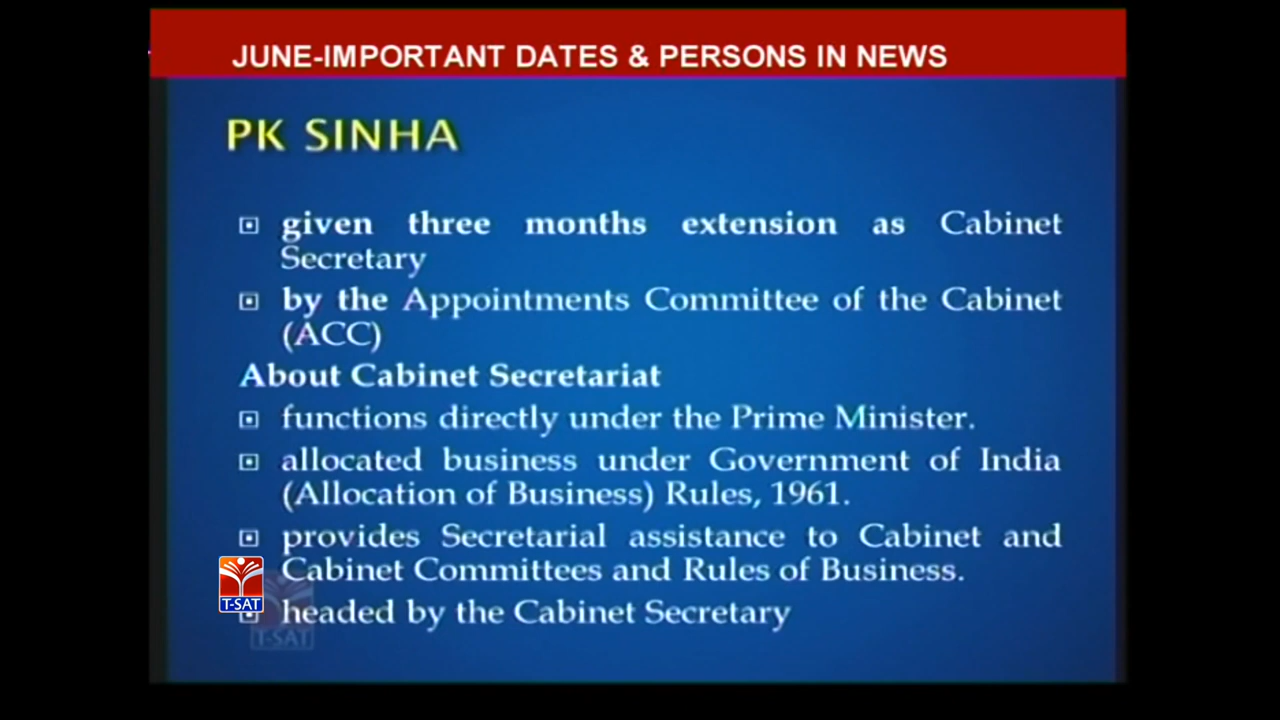 JUNE-IMPORTANT DATES & PERSONS IN NEWS
PK SINHA
given three months extension as Cabinet
Secretary
by the Appointments Committee of the Cabinet
(ACC)
About Cabinet Secretariat
functions directly under the Prime Minister.
allocated business under Government of India
(Allocation of Business) Rules, 1961.
provides Secretarial assistance to Cabinet and
Cabinet Committees and Rules of Business.
headed by the Cabinet Secretary
T-SAT
T-SAT